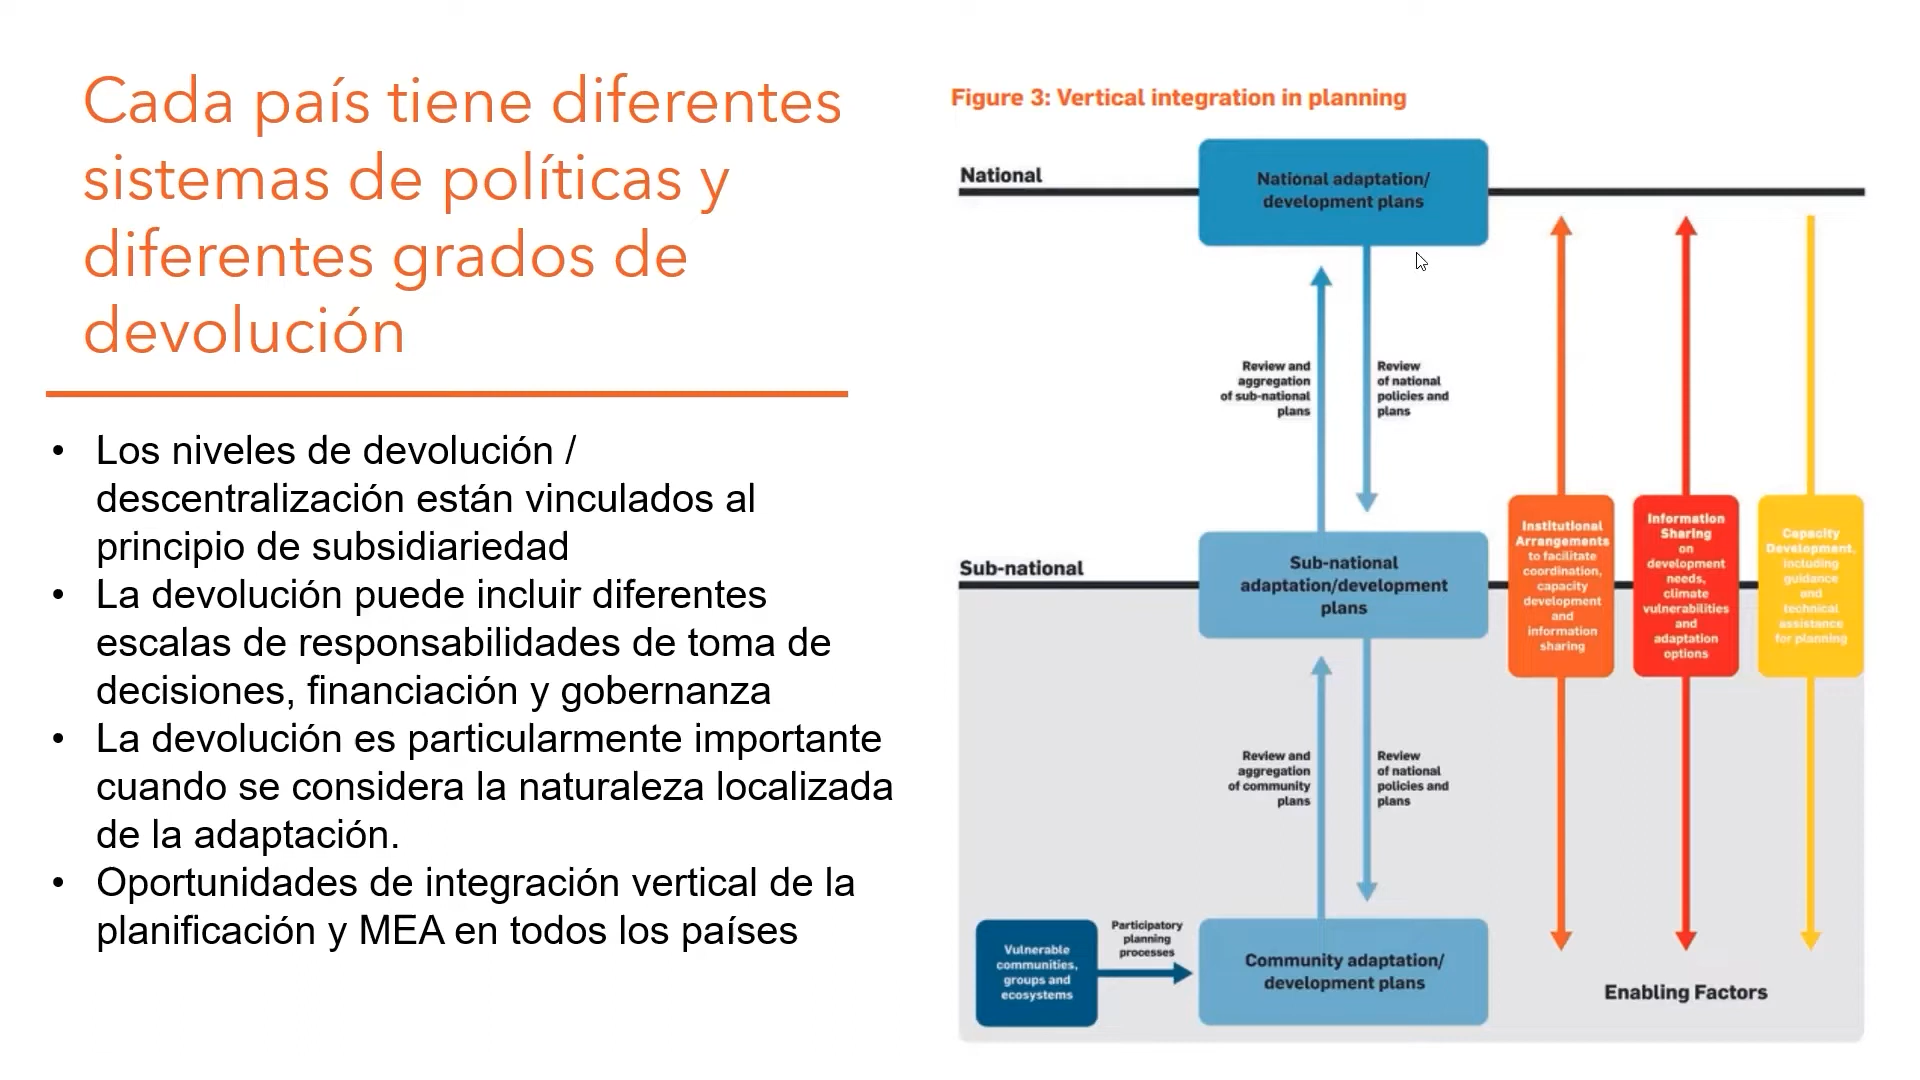 Cada país tiene diferentes
sistemas de políticas y
diferentes grados de
devolución
• Los niveles de devolución /
descentralización están vinculados al
principio de subsidiariedad
• La devolución puede incluir diferentes
escalas de responsabilidades de toma de
decisiones, financiación y gobernanza
• La devolución es particularmente importante
cuando se considera la naturaleza localizada
de la adaptación.
• Oportunidades de integración vertical de la
planificación y MEA en todos los países
Figure 3: Vertical integration in planning
National
National adaptation/
development plans
Review and
aggregation
of sub-national
plans
Review
of national
policies and
plans
Sub-national
Sub-national
adaptation/development
plans
Institutional
Arrangements
to facilitate
coordination,
capacity
development
and
information
sharing
Information
Sharing
on
development
needs,
climate
vulnerabilities
and
adaptation
options
Capacity
Development,
including
guidance
and
technical
assistance
for planning
Review and
aggregation
of community
plans
Review
of national
policies and
plans
Vulnerable
communities,
groups and
ecosystems
Participatory
planning
processes
Community adaptation/
development plans
Enabling Factors